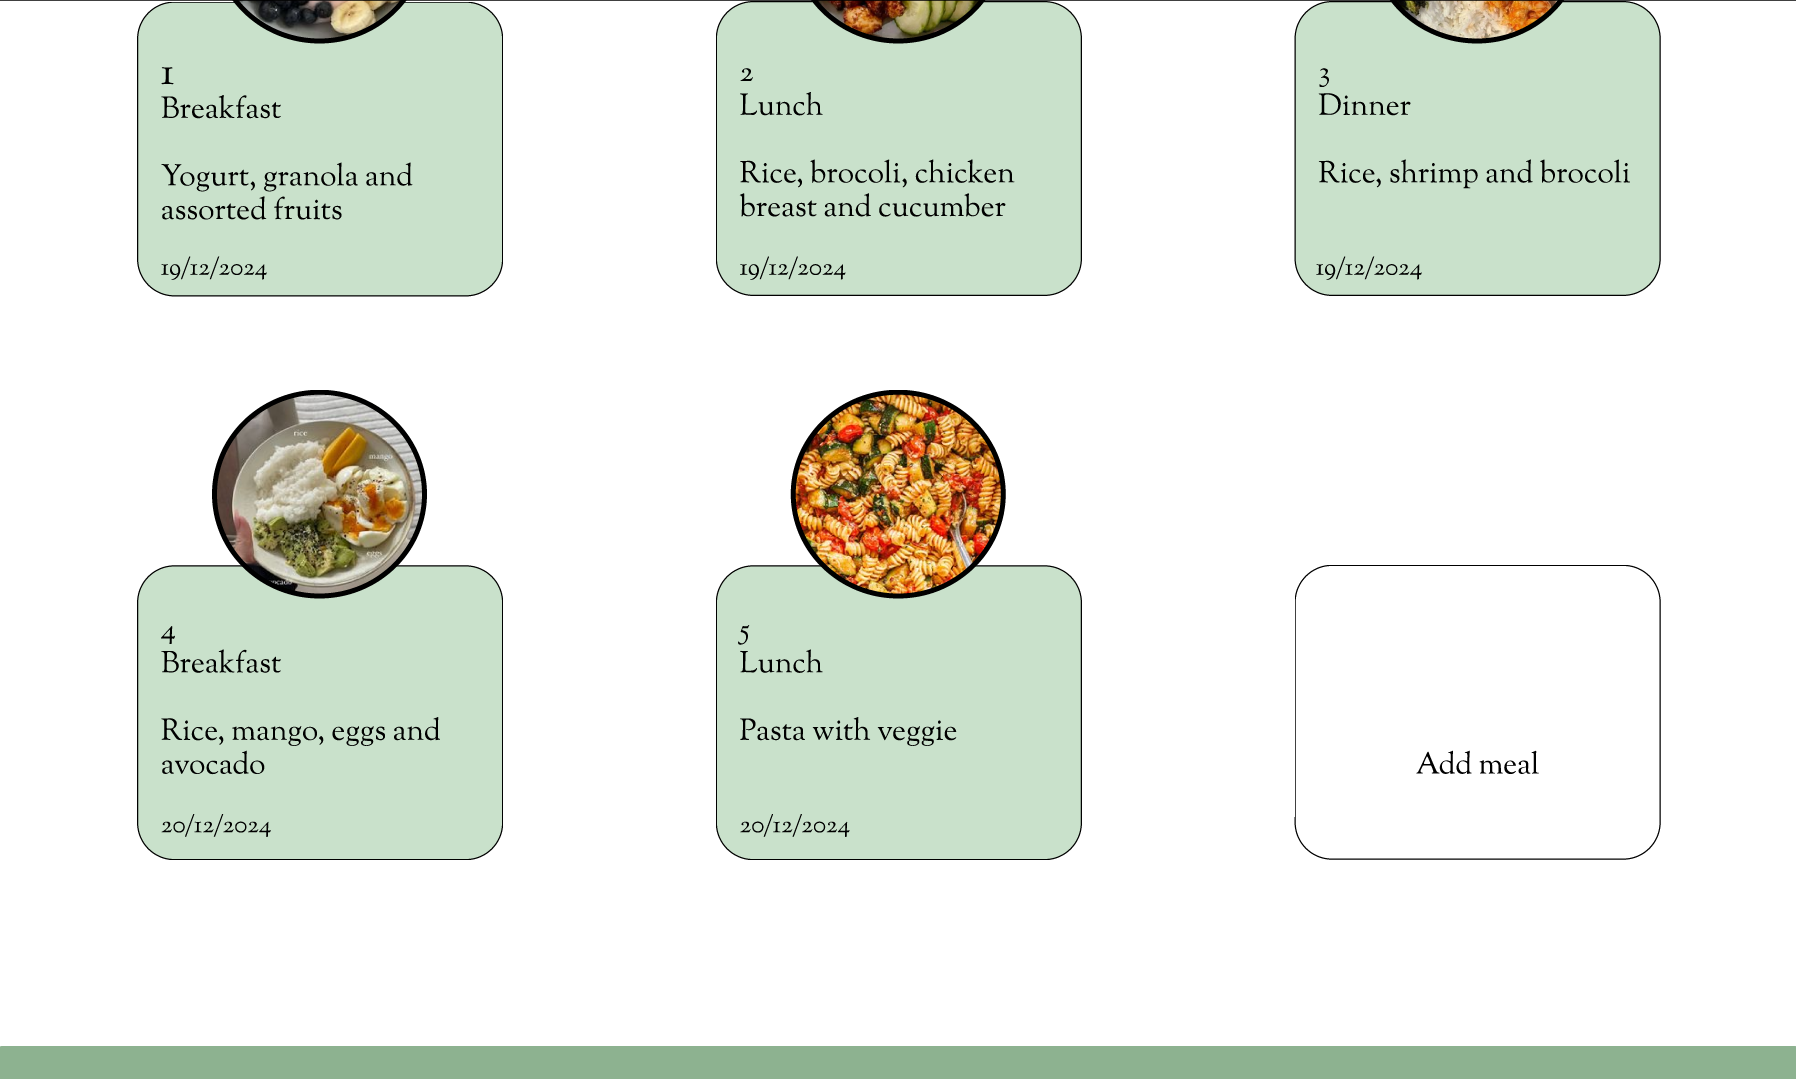 1
Breakfast
Yogurt, granola and
assorted fruits
19/12/2024
2
Lunch
Rice, brocoli, chicken
breast and cucumber
19/12/2024
3
Dinner
Rice, shrimp and brocoli
19/12/2024
rice
mango
eggs
4
Breakfast
Rice, mango, eggs and
avocado
20/12/2024
5
Lunch
Pasta with veggie
20/12/2024
Add meal